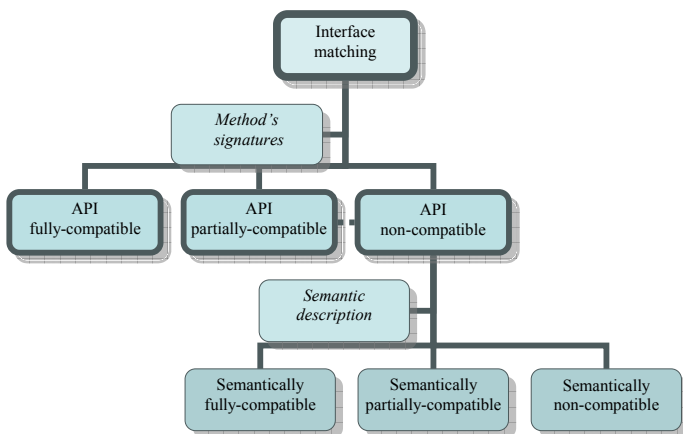 Interface
matching
Method's
signatures
API
fully-compatible
API
partially-compatible
API
non-compatible
Semantic
description
Semantically
fully-compatible
Semantically
partially-compatible
Semantically
non-compatible